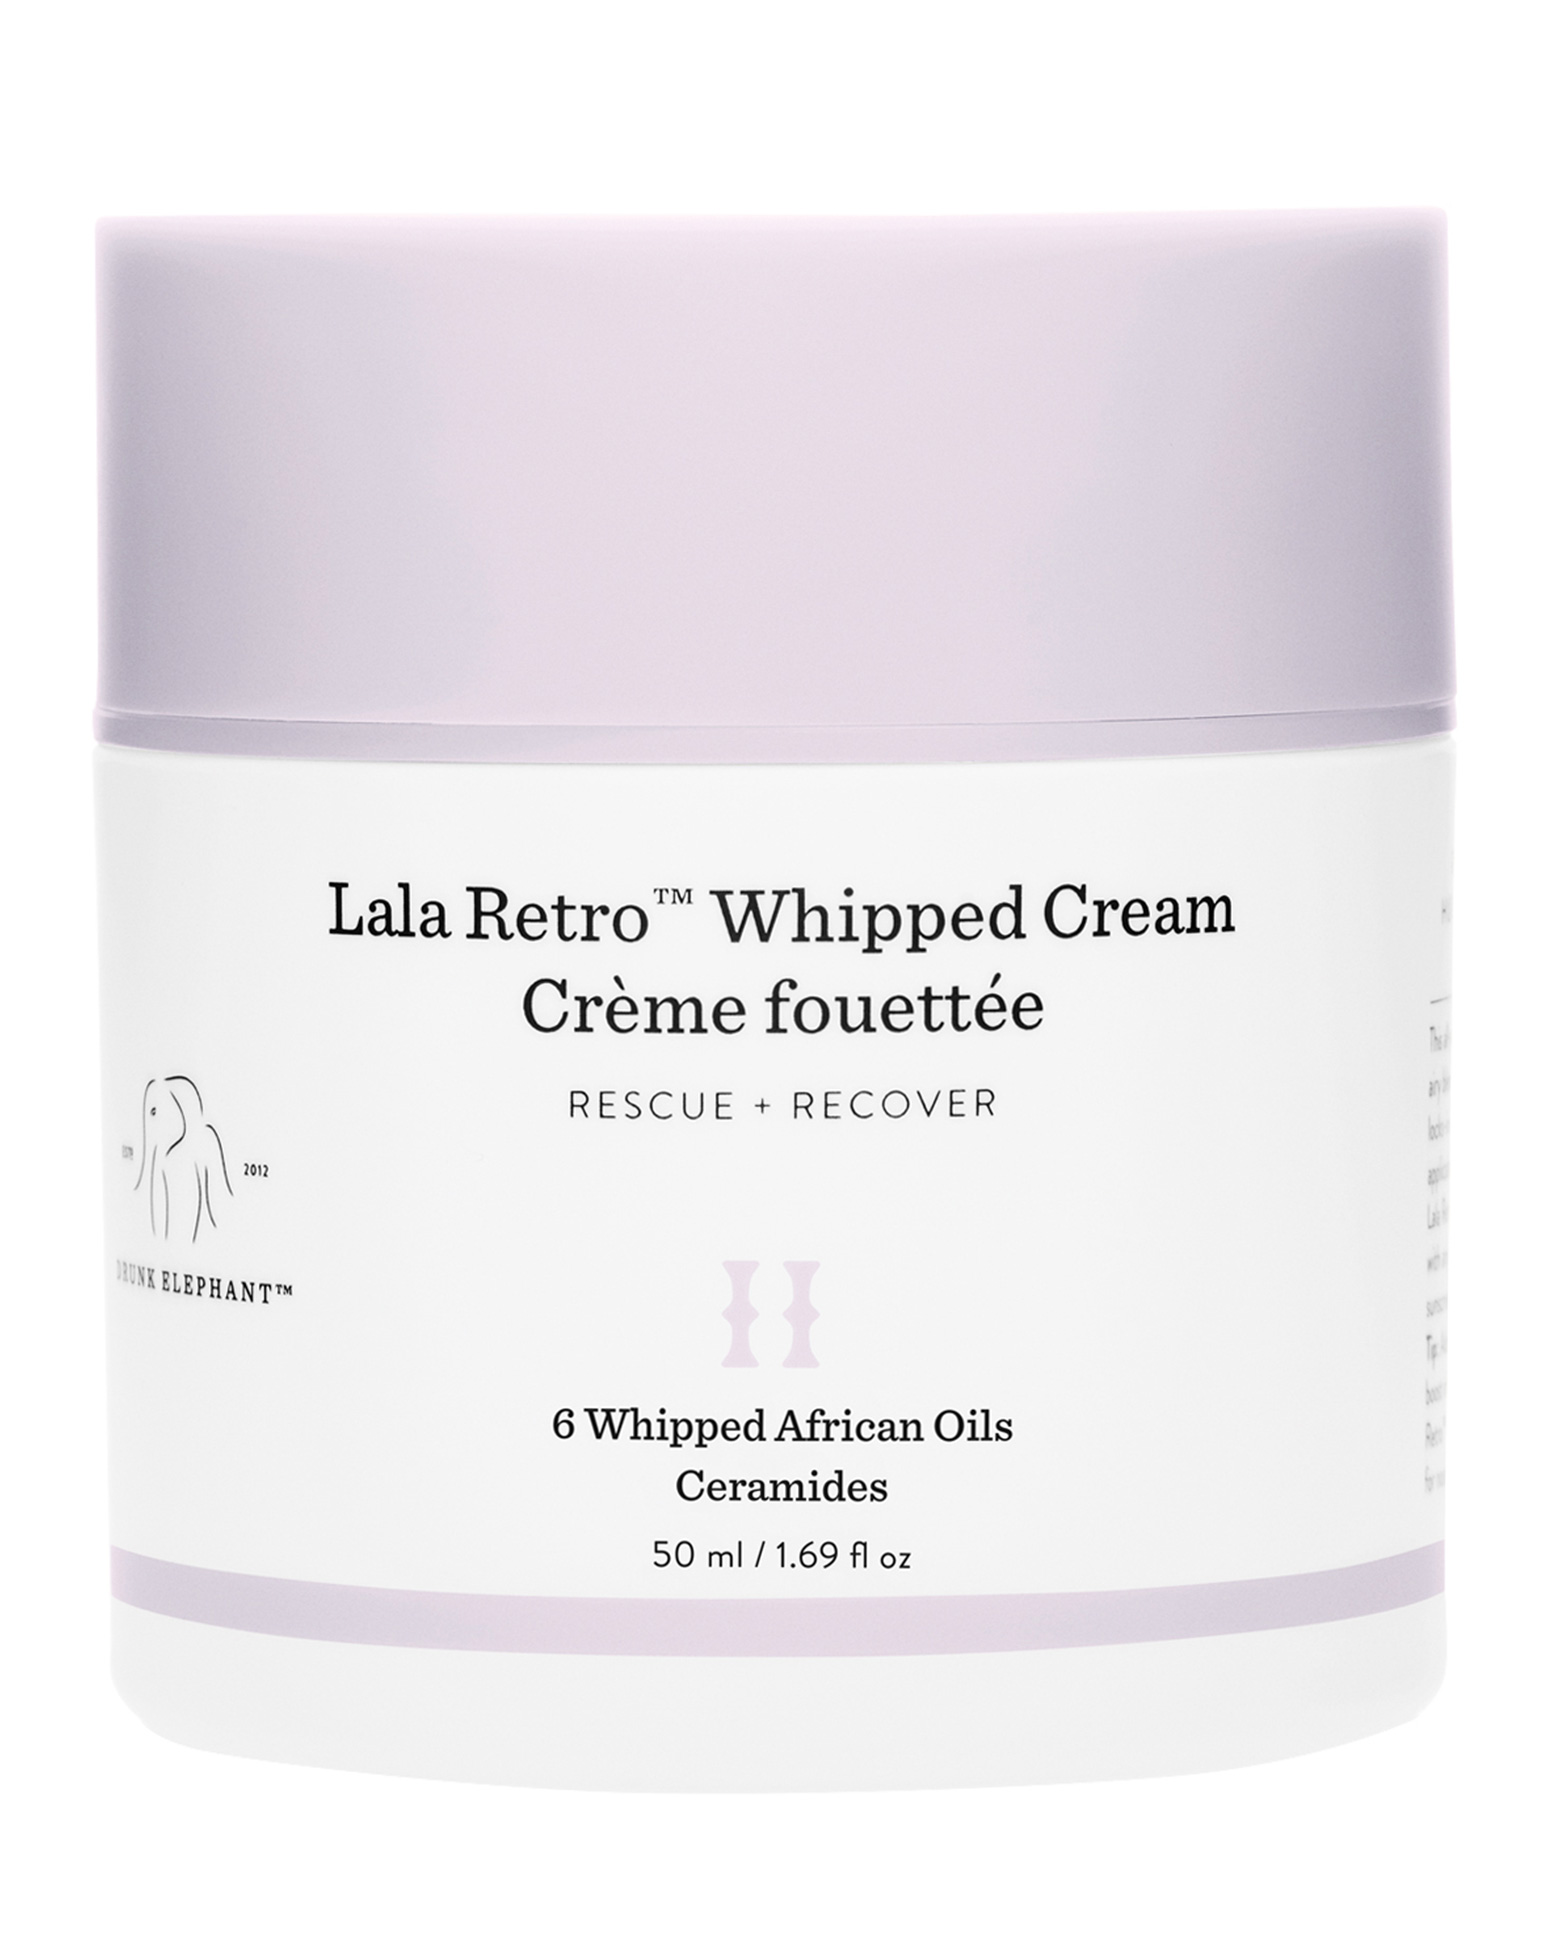 Lala Retro™ Whipped Cream
Crème fouettée
RESCUE + RECOVER
2012
DRUNK ELEPHANT™
6 Whipped African Oils
Ceramides
50 ml / 1.69 fl oz
Tip: